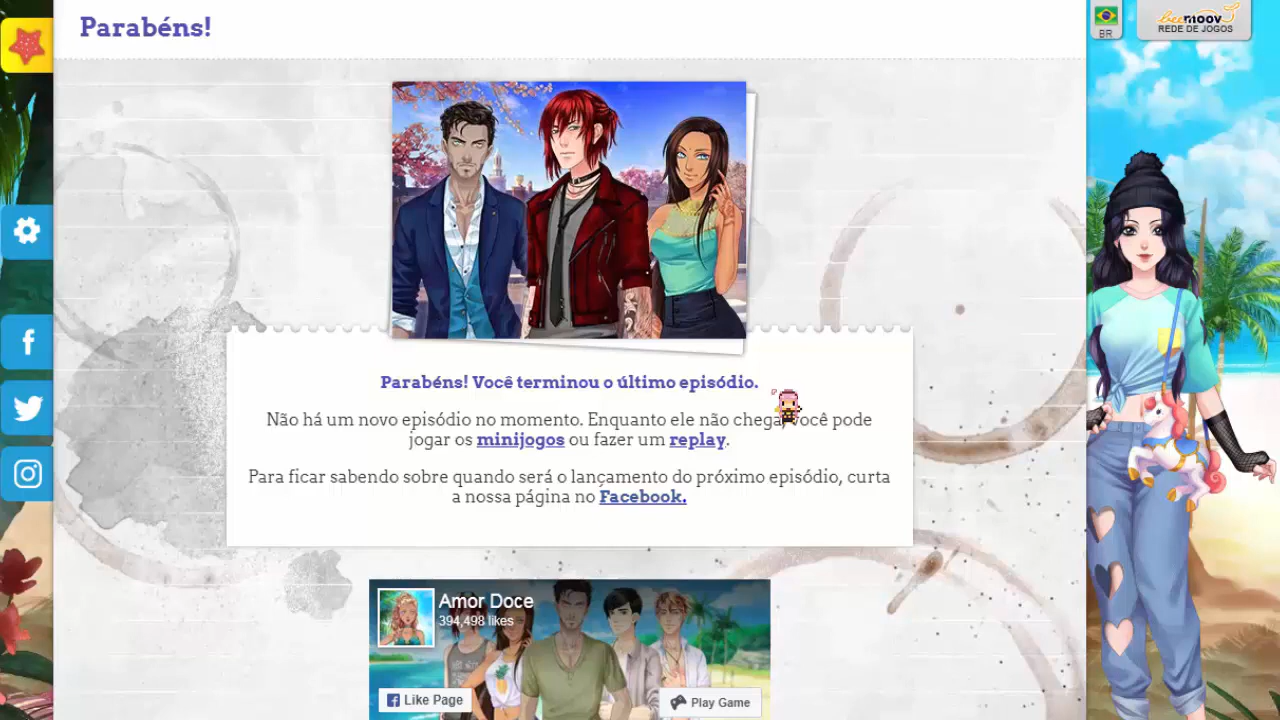 Parabéns!
BR
beemoov
REDE DE JOGOS
Parabéns! Você terminou o último episódio.
Não há um novo episódio no momento. Enquanto ele não chega, você pode
jogar os minijogos ou fazer um replay.
Para ficar sabendo sobre quando será o lançamento do próximo episódio, curta
a nossa página no Facebook.
Amor Doce
394,498 likes
Like Page
Play Game